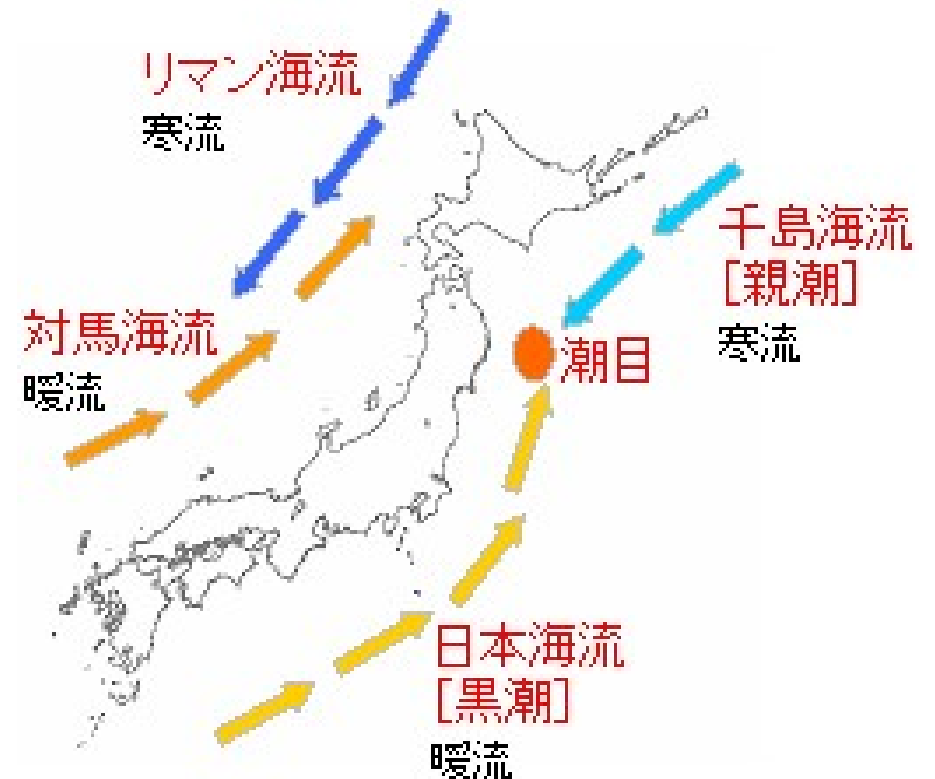 リマン海流
寒流
千島海流
[親潮]
寒流
対馬海流
暖流
潮目
日本海流
[黒潮]
暖流